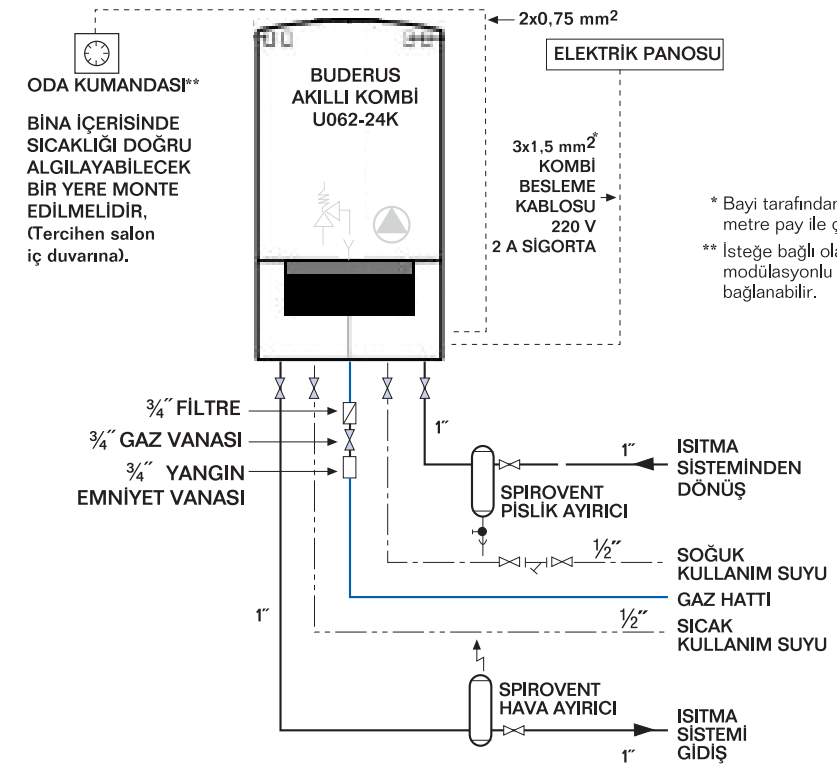 2x0,75 mm²
ELEKTRİK PANOSU
ODA KUMANDASI**
BİNA İÇERİSİNDE
SICAKLIĞI DOĞRU
ALGILAYABİLECEK
BİR YERE MONTE
EDİLMELİDİR,
(Tercihen salon
iç duvarına).
BUDERUS
AKILLI KOMBİ
U062-24K
3x1,5 mm²*
KOMBİ
BESLEME
KABLOSU
220 V
2 A SİGORTA
* Bayi tarafından
metre pay ile
** İsteğe bağlı
modülasyonlu
bağlanabilir.
¾″ FİLTRE
¾″ GAZ VANASI
¾″ YANGIN
EMNİYET VANASI
1″
1″
ISITMA
SİSTEMİNDEN
DÖNÜŞ
SPIROVENT
PİSLİK AYIRICI
½″
SOĞUK
KULLANIM SUYU
GAZ HATTI
1″
½″
SICAK
KULLANIM SUYU
SPIROVENT
HAVA AYIRICI
ISITMA
SİSTEMİ
GİDİŞ
1″